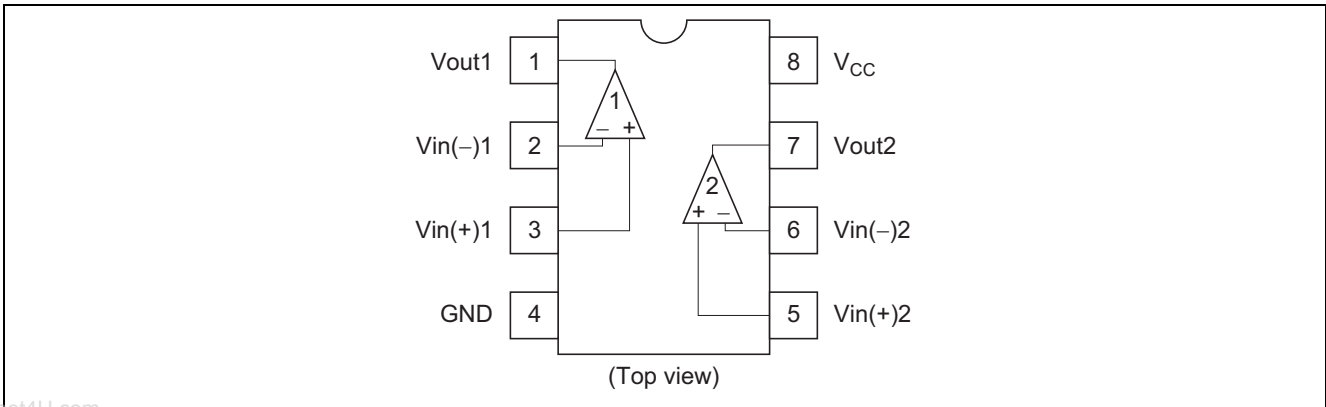 Vout1 1 8 VCC
1
Vin(−)1 2 − + 7 Vout2
2
Vin(+)1 3 + − 6 Vin(−)2
GND 4 5 Vin(+)2
(Top view)